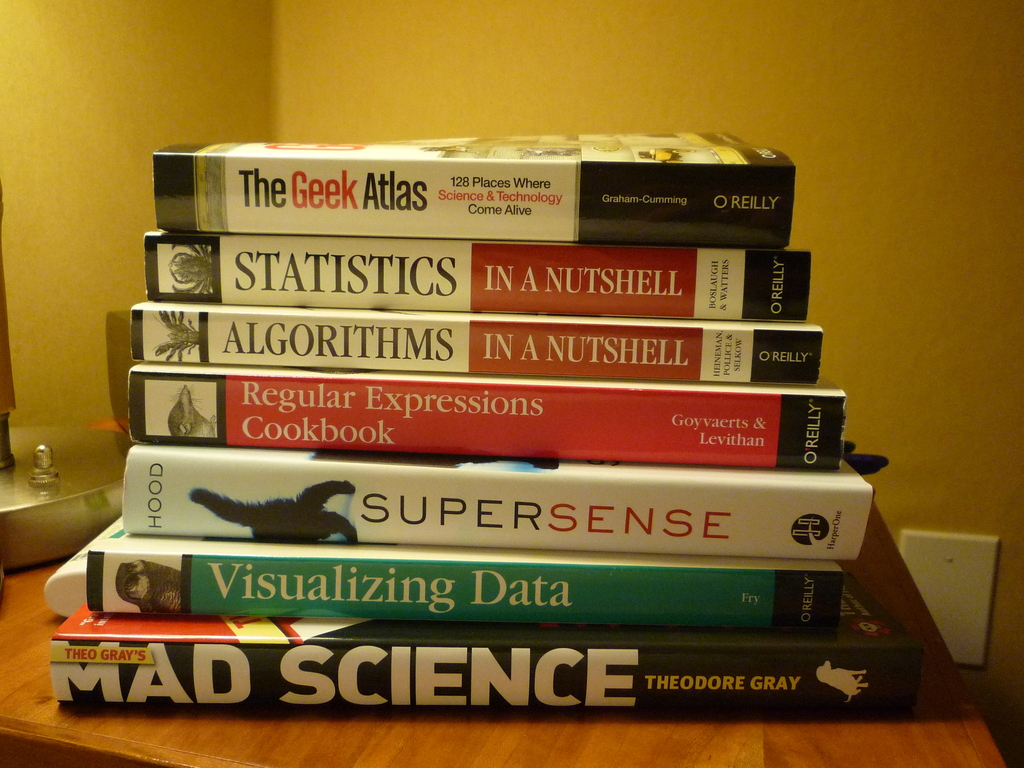 The Geek Atlas
128 Places Where
Science & Technology
Come Alive
Graham-Cumming
O'REILLY
STATISTICS IN A NUTSHELL
BOSLAUGH
& WATTERS
O'REILLY®
ALGORITHMS IN A NUTSHELL
HEINEMAN,
POLLICE &
SELKOW
O'REILLY®
Regular Expressions
Cookbook
Goyvaerts &
Levithan
O'REILLY®
HOOD
SUPERSENSE
HarperOne
Visualizing Data
Fry
O'REILLY®
THEO GRAY'S
MAD SCIENCE
THEODORE GRAY